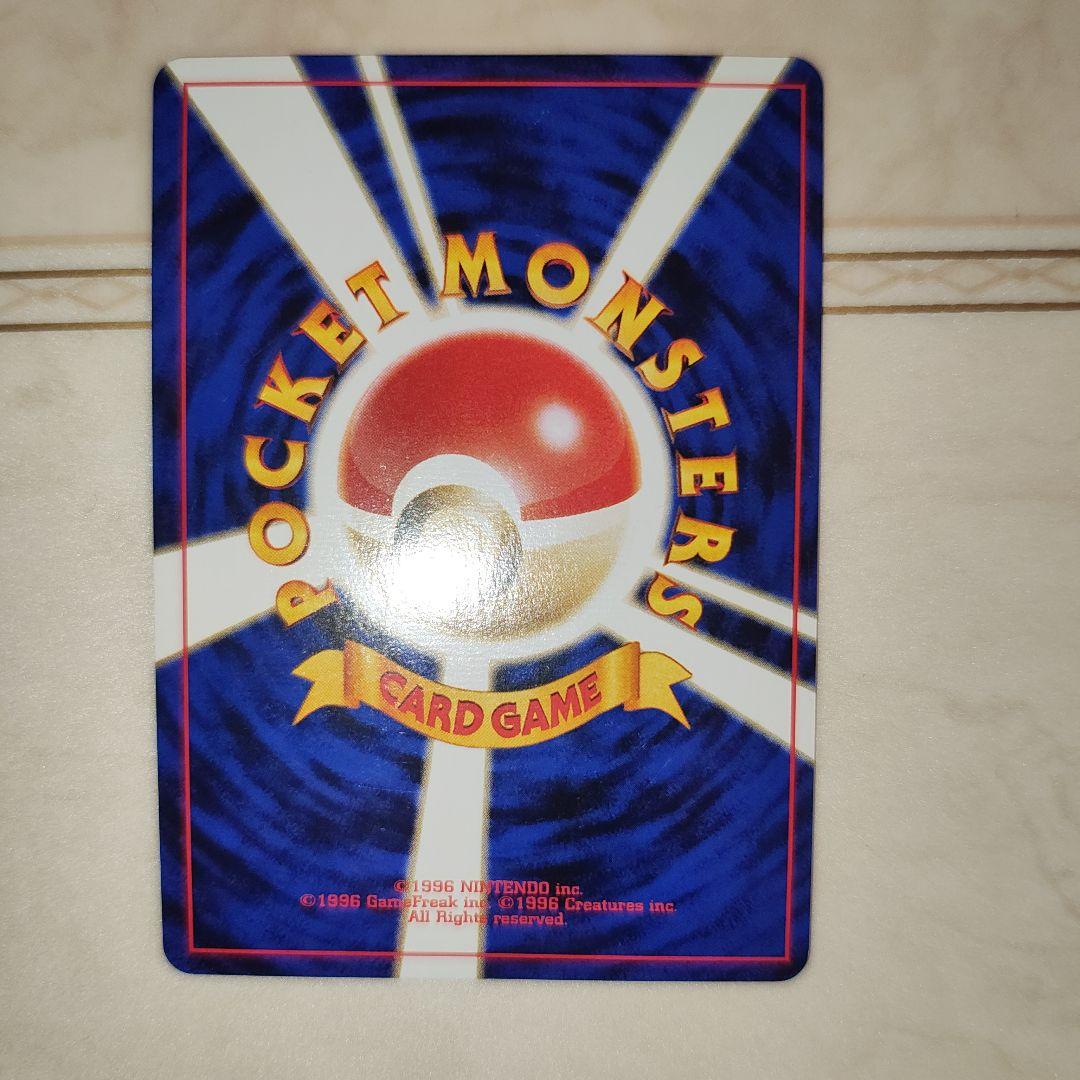 POCKET MONSTERS
CARD GAME
©1996 NINTENDO inc.
©1996 GameFreak inc. ©1996 Creatures inc.
All Rights reserved.